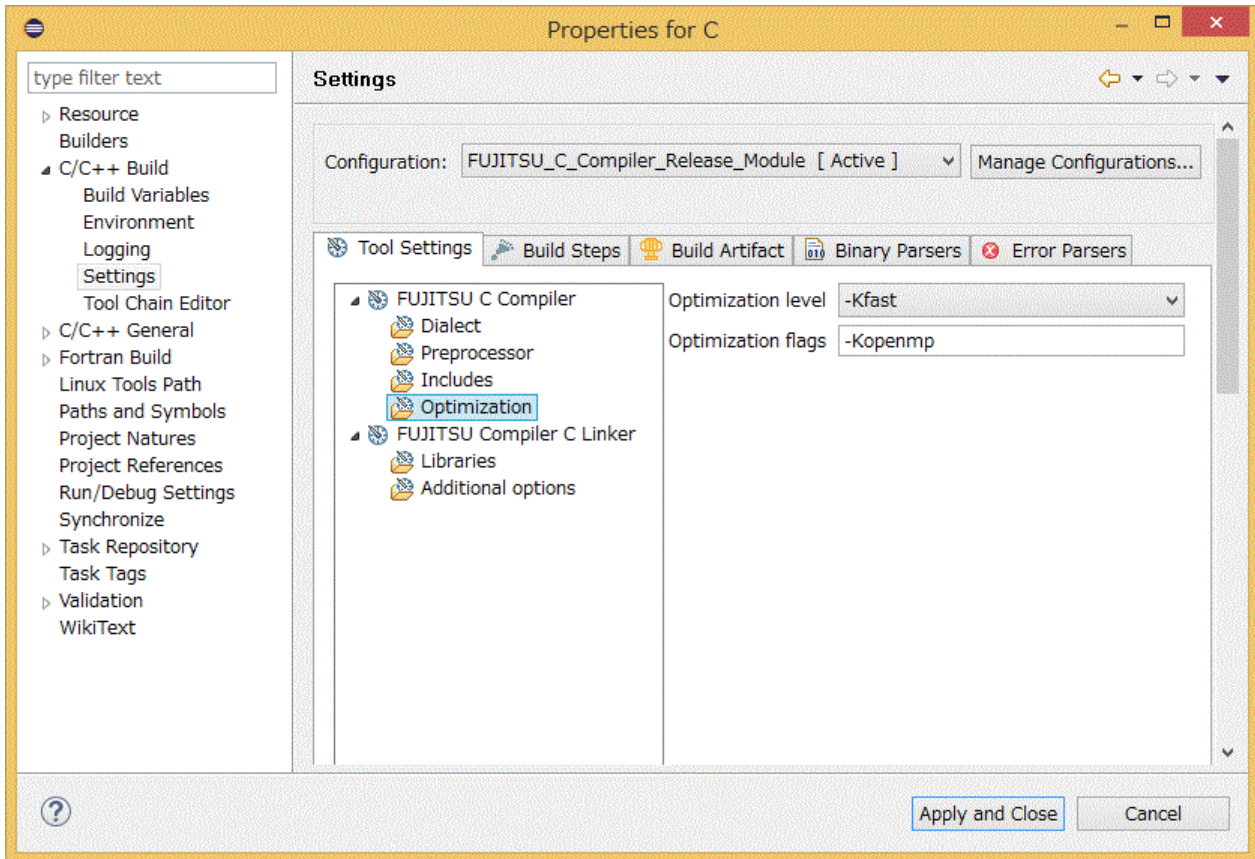 Properties for C
type filter text
Resource
Builders
C/C++ Build
Build Variables
Environment
Logging
Settings
Tool Chain Editor
C/C++ General
Fortran Build
Linux Tools Path
Paths and Symbols
Project Natures
Project References
Run/Debug Settings
Synchronize
Task Repository
Task Tags
Validation
WikiText
Settings
Configuration: FUJITSU_C_Compiler_Release_Module [ Active ] Manage Configurations...
Tool Settings Build Steps Build Artifact Binary Parsers Error Parsers
FUJITSU C Compiler
Dialect
Preprocessor
Includes
Optimization
FUJITSU Compiler C Linker
Libraries
Additional options
Optimization level -Kfast
Optimization flags -Kopenmp
Apply and Close Cancel